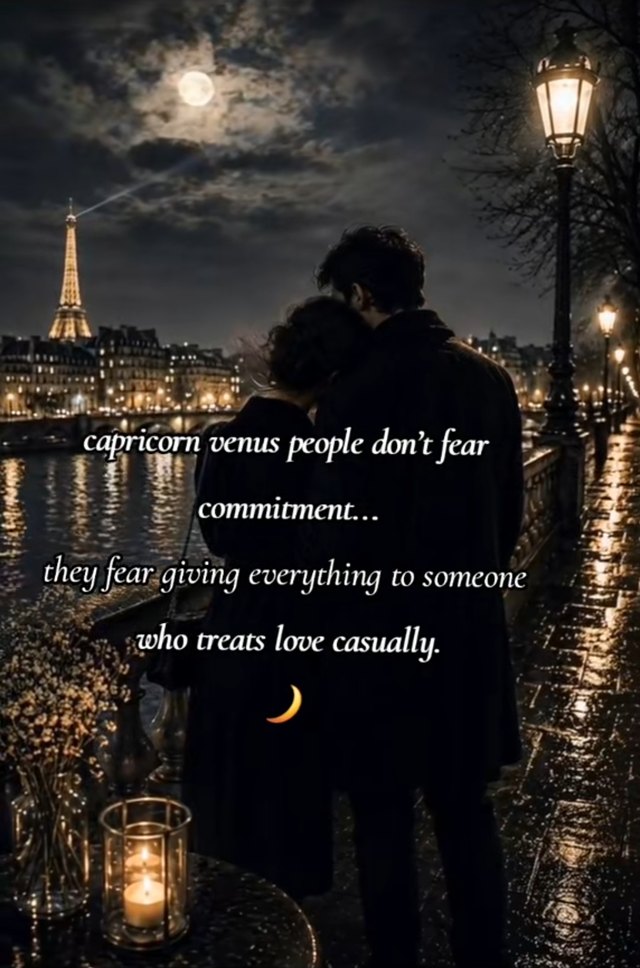 capricorn venus people don't fear
commitment...
they fear giving everything to someone
who treats love casually.
🌙